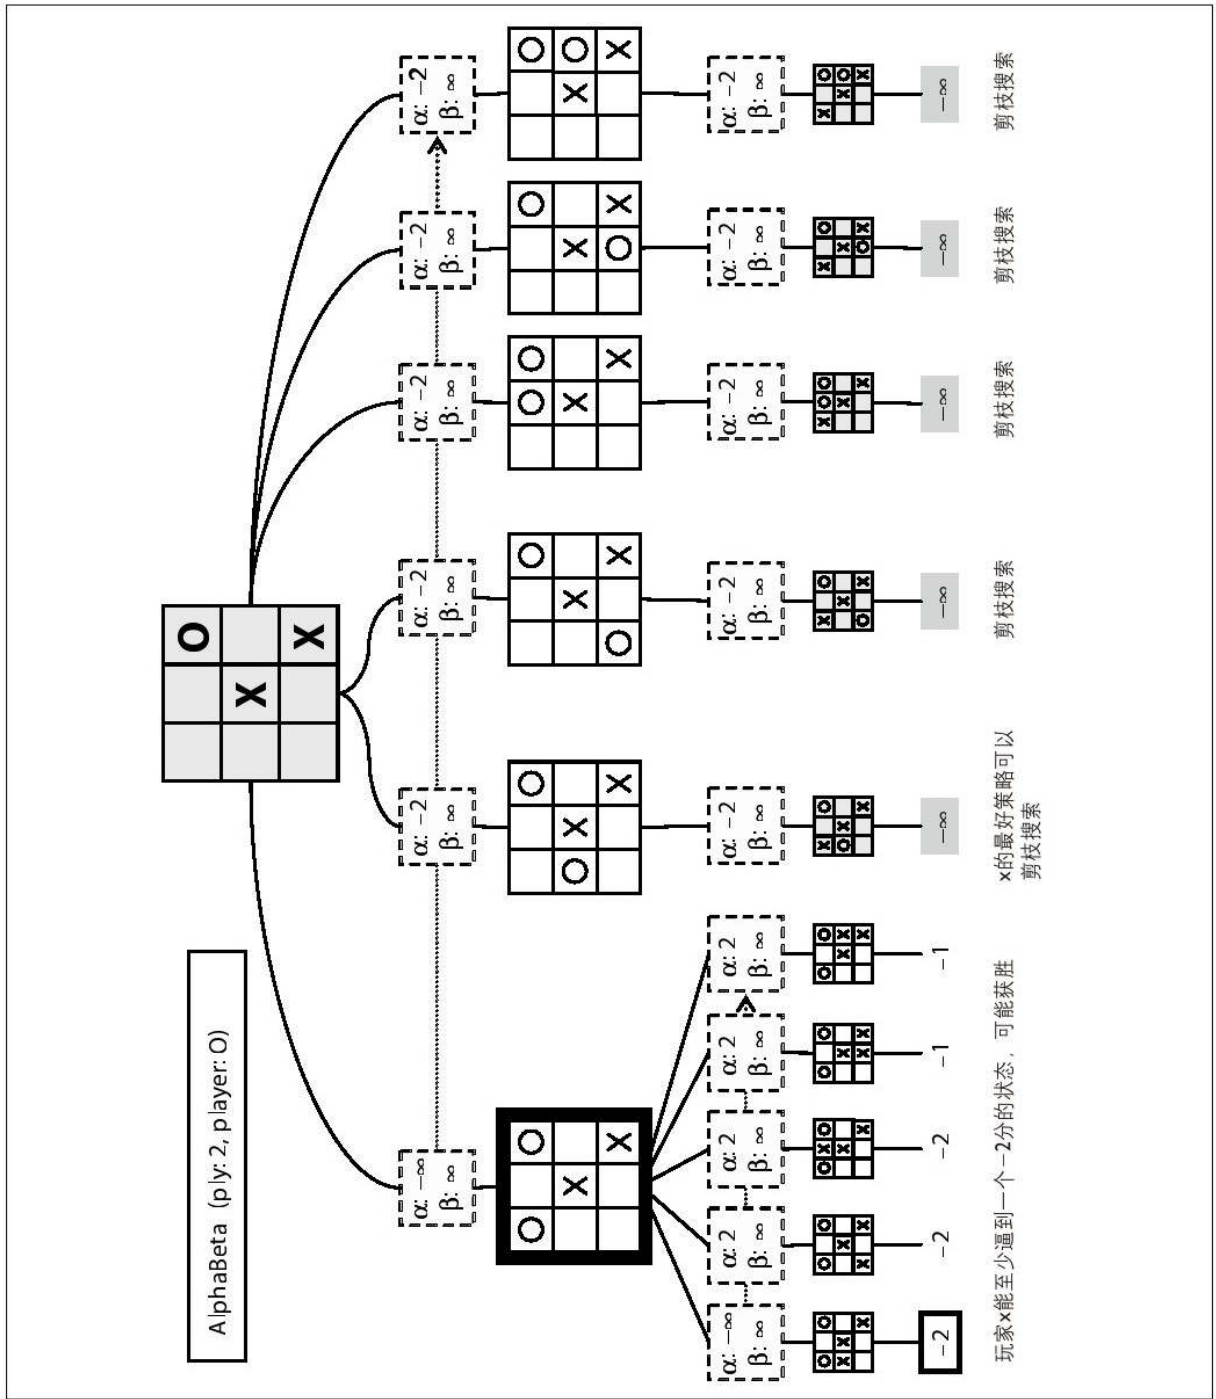 AlphaBeta (ply: 2, player: O)
O
X
X
α: −∞
β: ∞
α: −2
β: ∞
α: −2
β: ∞
α: −2
β: ∞
α: −2
β: ∞
α: −2
β: ∞
O O
X
X
O
O X
X
O
X
O X
O O
X
X
O
X
O X
O
X O
X
α: −∞
β: ∞
α: 2
β: ∞
α: 2
β: ∞
α: 2
β: ∞
α: 2
β: ∞
α: −2
β: ∞
α: −2
β: ∞
α: −2
β: ∞
α: −2
β: ∞
α: −2
β: ∞
O O
X X
X
O O
X
X X
O X O
X
X
O O
X
X X
O O
X X
X
X O
O X
X
X O
X
O X
X O O
X
X
X O
X
O X
X O
X O
X
−2
−2
−2
−1
−1
−∞
−∞
−∞
−∞
−∞
玩家x能至少逼到一个−2分的状态，可能获胜
x的最好策略可以
剪枝搜索
剪枝搜索
剪枝搜索
剪枝搜索
剪枝搜索